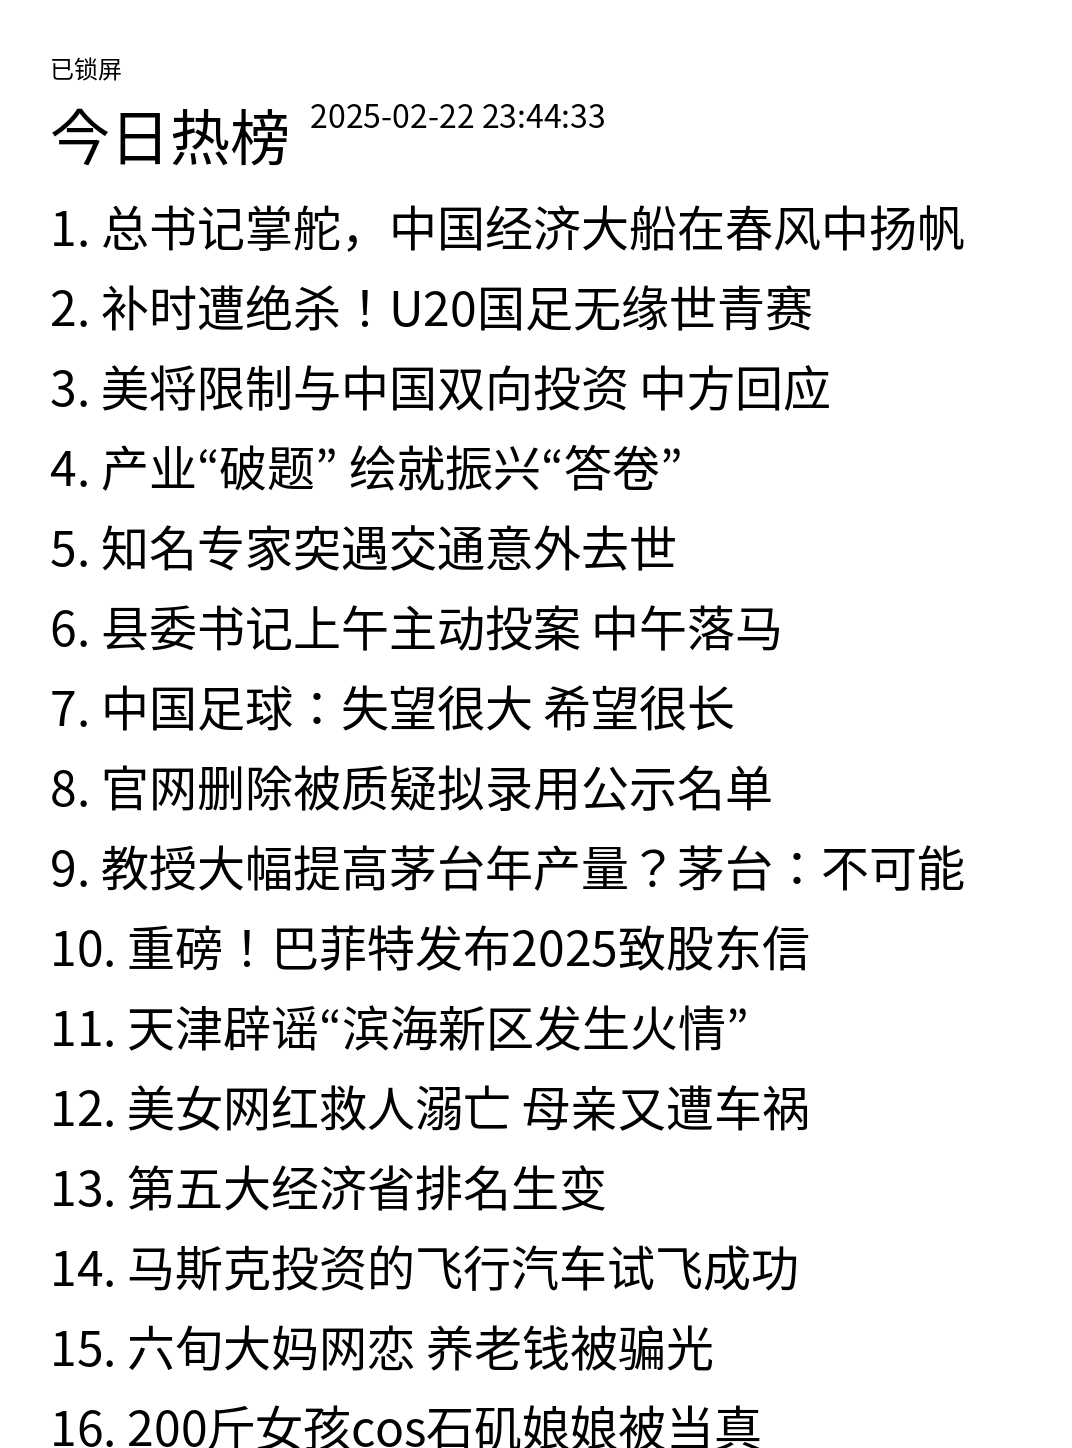 已锁屏
今日热榜 2025-02-22 23:44:33
1. 总书记掌舵，中国经济大船在春风中扬帆
2. 补时遭绝杀！U20国足无缘世青赛
3. 美将限制与中国双向投资 中方回应
4. 产业“破题” 绘就振兴“答卷”
5. 知名专家突遇交通意外去世
6. 县委书记上午主动投案 中午落马
7. 中国足球：失望很大 希望很长
8. 官网删除被质疑拟录用公示名单
9. 教授大幅提高茅台年产量？茅台：不可能
10. 重磅！巴菲特发布2025致股东信
11. 天津辟谣“滨海新区发生火情”
12. 美女网红救人溺亡 母亲又遭车祸
13. 第五大经济省排名生变
14. 马斯克投资的飞行汽车试飞成功
15. 六旬大妈网恋 养老钱被骗光
16. 200斤女孩cos石矶娘娘被当真